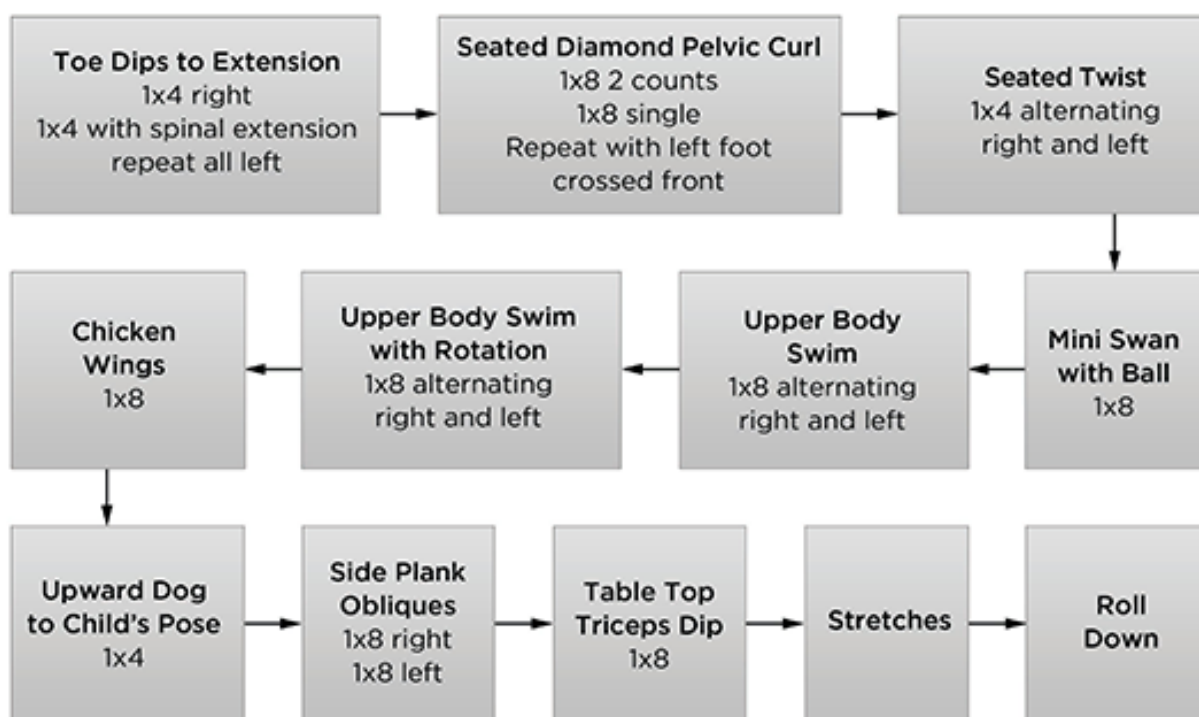 Toe Dips to Extension
1x4 right
1x4 with spinal extension
repeat all left
Seated Diamond Pelvic Curl
1x8 2 counts
1x8 single
Repeat with left foot
crossed front
Seated Twist
1x4 alternating
right and left
Mini Swan
with Ball
1x8
Upper Body
Swim
1x8 alternating
right and left
Upper Body Swim
with Rotation
1x8 alternating
right and left
Chicken
Wings
1x8
Upward Dog
to Child's Pose
1x4
Side Plank
Obliques
1x8 right
1x8 left
Table Top
Triceps Dip
1x8
Stretches
Roll
Down